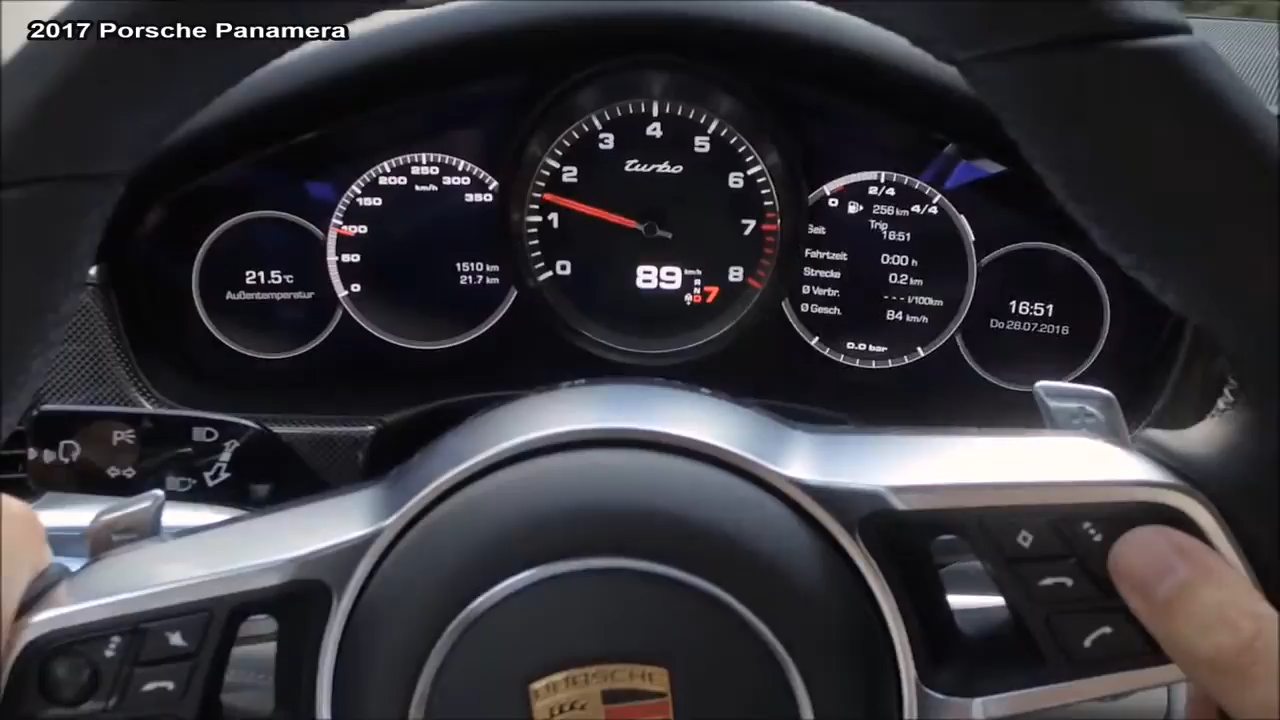 2017 Porsche Panamera
21.5°C
Außentemperatur
0
50
100
150
200
250
300
350
km/h
1510 km
21.7 km
0
1
2
3
4
5
6
7
8
turbo
89 km/h
R
N
D 7
0
2/4
4/4
256 km
Trip
Seit 16:51
Fahrzeit 0:00 h
Strecke 0.2 km
Ø Verbr. - - - l/100km
Ø Gesch. 84 km/h
0.0 bar
16:51
Do 28.07.2016
P
PORSCHE